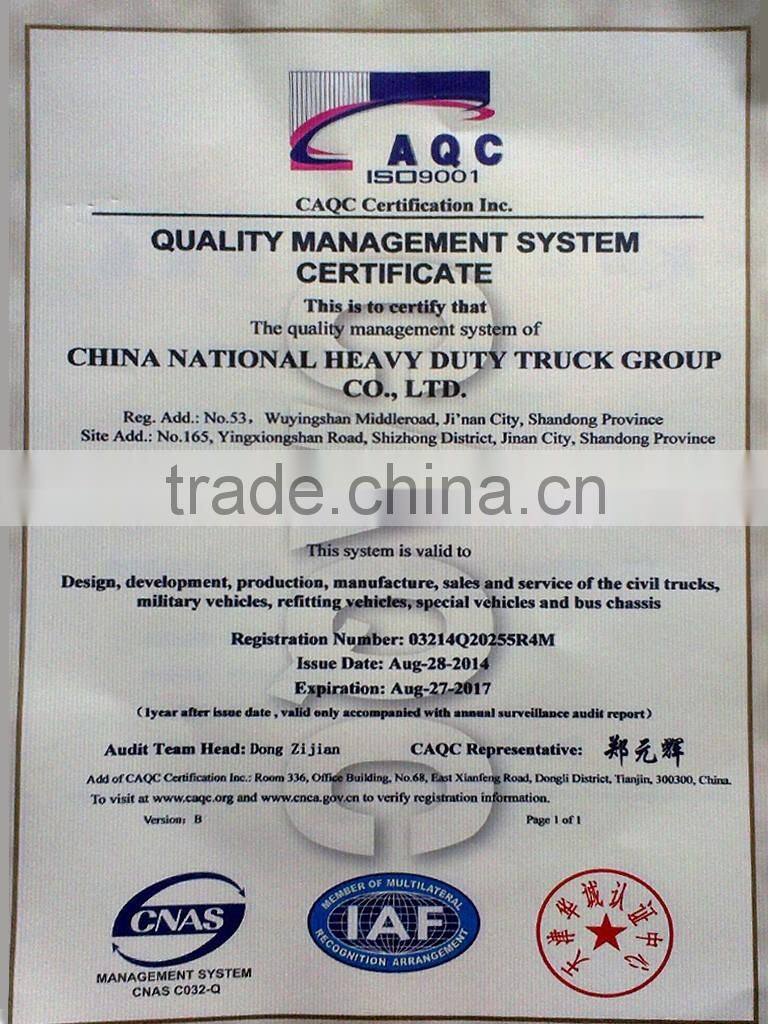 AQC
ISO9001
CAQC Certification Inc.
QUALITY MANAGEMENT SYSTEM
CERTIFICATE
This is to certify that
The quality management system of
CHINA NATIONAL HEAVY DUTY TRUCK GROUP
CO., LTD.
Reg. Add.: No.53, Wuyingshan Middleroad, Ji'nan City, Shandong Province
Site Add.: No.165, Yingxiongshan Road, Shizhong District, Jinan City, Shandong Province
trade.china.cn
This system is valid to
Design, development, production, manufacture, sales and service of the civil trucks,
military vehicles, refitting vehicles, special vehicles and bus chassis
Registration Number: 03214Q20255R4M
Issue Date: Aug-28-2014
Expiration: Aug-27-2017
(1year after issue date , valid only accompanied with annual surveillance audit report)
Audit Team Head: Dong Zijian CAQC Representative: 郑元辉
Add of CAQC Certification Inc.: Room 336, Office Building, No.68, East Xianfeng Road, Dongli District, Tianjin, 300300, China.
To visit at www.caqc.org and www.cnca.gov.cn to verify registration information.
Version: B Page 1 of 1
CNAS
MANAGEMENT SYSTEM
CNAS C032-Q
MEMBER OF MULTILATERAL
IAF
RECOGNITION ARRANGEMENT
天津华诚认证中心